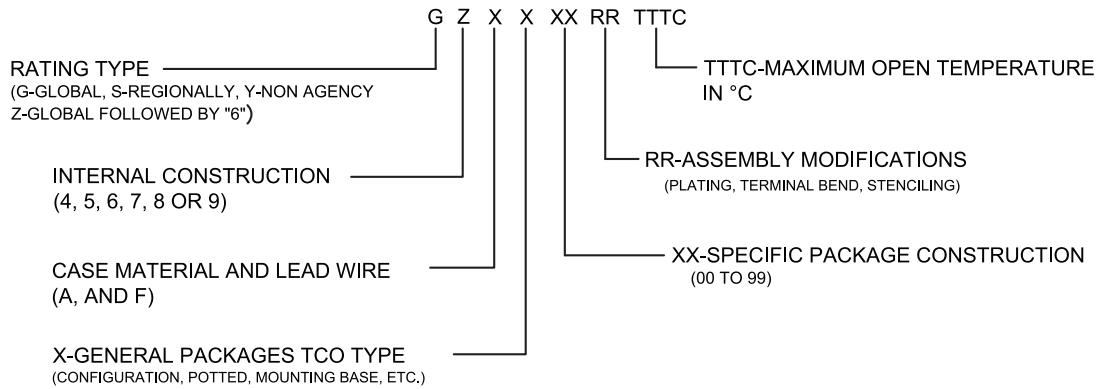 G Z X X XX RR TTTC
RATING TYPE
(G-GLOBAL, S-REGIONALLY, Y-NON AGENCY
Z-GLOBAL FOLLOWED BY "6")
TTTC-MAXIMUM OPEN TEMPERATURE
IN °C
INTERNAL CONSTRUCTION
(4, 5, 6, 7, 8 OR 9)
RR-ASSEMBLY MODIFICATIONS
(PLATING, TERMINAL BEND, STENCILING)
CASE MATERIAL AND LEAD WIRE
(A, AND F)
XX-SPECIFIC PACKAGE CONSTRUCTION
(00 TO 99)
X-GENERAL PACKAGES TCO TYPE
(CONFIGURATION, POTTED, MOUNTING BASE, ETC.)